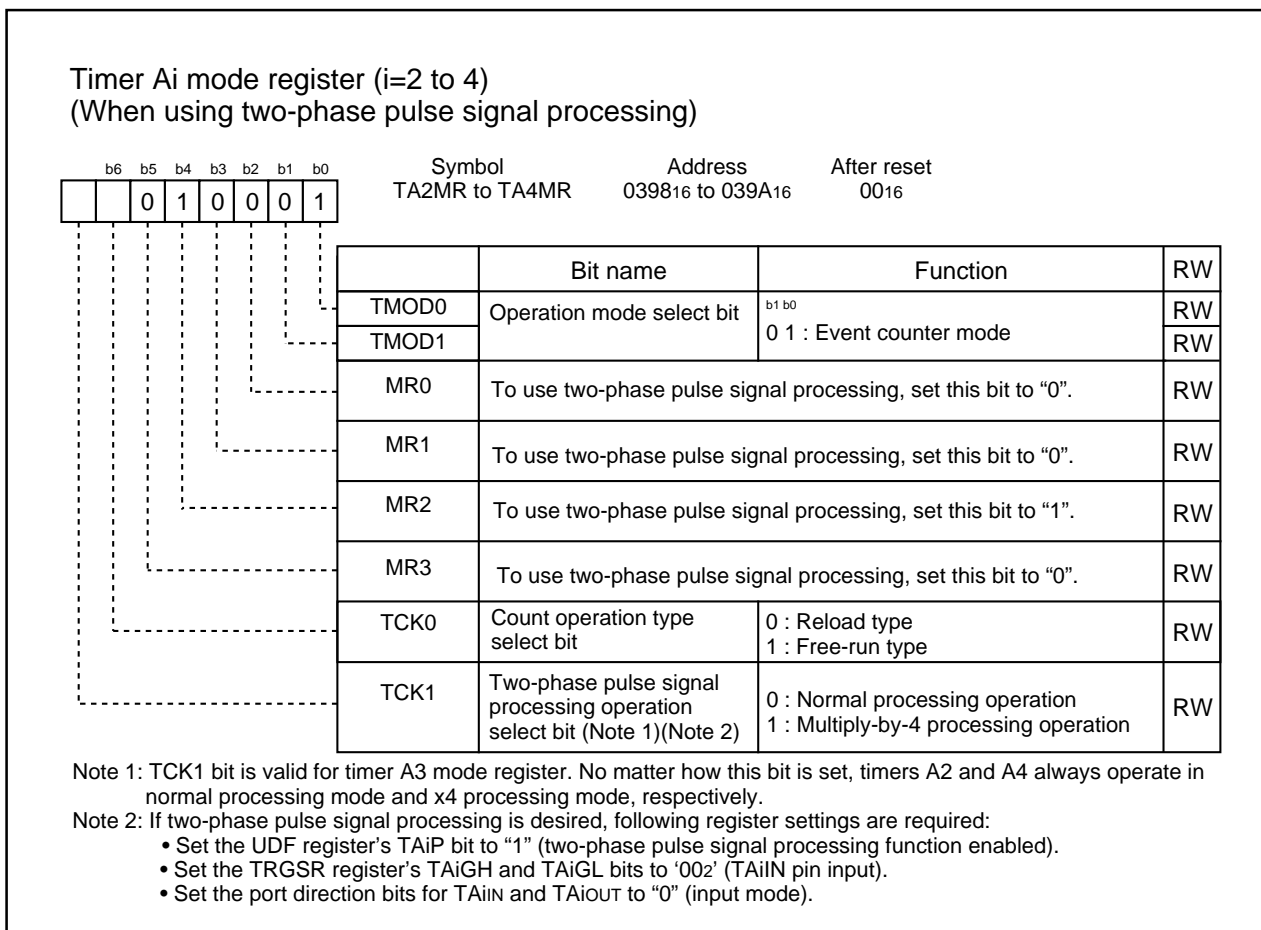 Timer Ai mode register (i=2 to 4)
(When using two-phase pulse signal processing)
b6 b5 b4 b3 b2 b1 b0
0 1 0 0 0 1
Symbol Address After reset
TA2MR to TA4MR 039816 to 039A16 0016
Bit name Function RW
TMOD0 Operation mode select bit b1 b0 RW
TMOD1 0 1 : Event counter mode RW
MR0 To use two-phase pulse signal processing, set this bit to “0”. RW
MR1 To use two-phase pulse signal processing, set this bit to “0”. RW
MR2 To use two-phase pulse signal processing, set this bit to “1”. RW
MR3 To use two-phase pulse signal processing, set this bit to “0”. RW
TCK0 Count operation type 0 : Reload type RW
select bit 1 : Free-run type
TCK1 Two-phase pulse signal
processing operation 0 : Normal processing operation RW
select bit (Note 1)(Note 2) 1 : Multiply-by-4 processing operation
Note 1: TCK1 bit is valid for timer A3 mode register. No matter how this bit is set, timers A2 and A4 always operate in
normal processing mode and x4 processing mode, respectively.
Note 2: If two-phase pulse signal processing is desired, following register settings are required:
• Set the UDF register’s TAiP bit to “1” (two-phase pulse signal processing function enabled).
• Set the TRGSR register’s TAiGH and TAiGL bits to ‘002’ (TAiIN pin input).
• Set the port direction bits for TAiIN and TAiOUT to “0” (input mode).